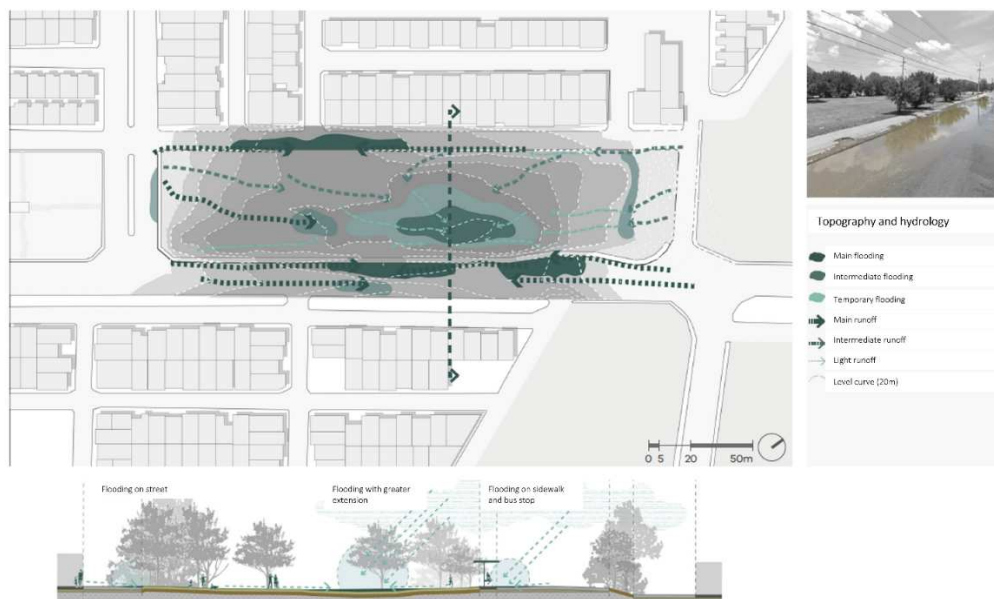 Topography and hydrology
Main flooding
Intermediate flooding
Temporary flooding
Main runoff
Intermediate runoff
Light runoff
Level curve (20m)
0 5 20 50m
Flooding on street
Flooding with greater
extension
Flooding on sidewalk
and bus stop